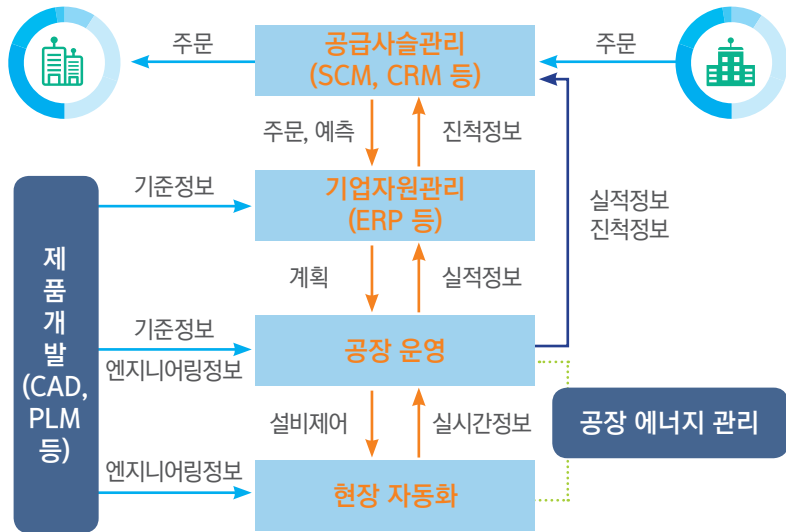 주문
공급사슬관리
(SCM, CRM 등)
주문
주문, 예측
진척정보
기준정보
기업자원관리
(ERP 등)
실적정보
진척정보
계획
실적정보
제
품
개
발
(CAD,
PLM
등)
기준정보
엔지니어링정보
공장 운영
설비제어
실시간정보
공장 에너지 관리
엔지니어링정보
현장 자동화